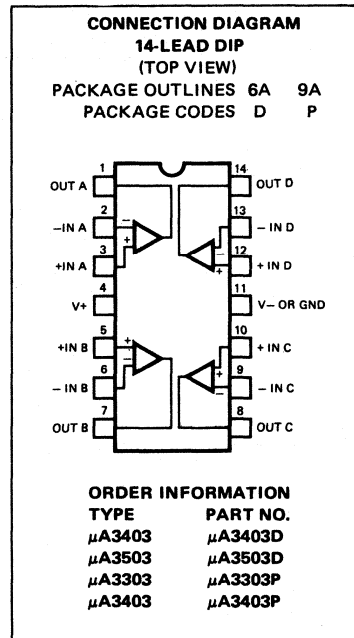 CONNECTION DIAGRAM
14-LEAD DIP
(TOP VIEW)
PACKAGE OUTLINES 6A 9A
PACKAGE CODES D P
1 14
OUT A OUT D
2 13
−IN A − + − IN D
3 12
+IN A + IN D
4 11
V+ V− OR GND
5 10
+IN B + − + IN C
6 9
− IN B − IN C
7 8
OUT B OUT C
ORDER INFORMATION
TYPE PART NO.
μA3403 μA3403D
μA3503 μA3503D
μA3303 μA3303P
μA3403 μA3403P